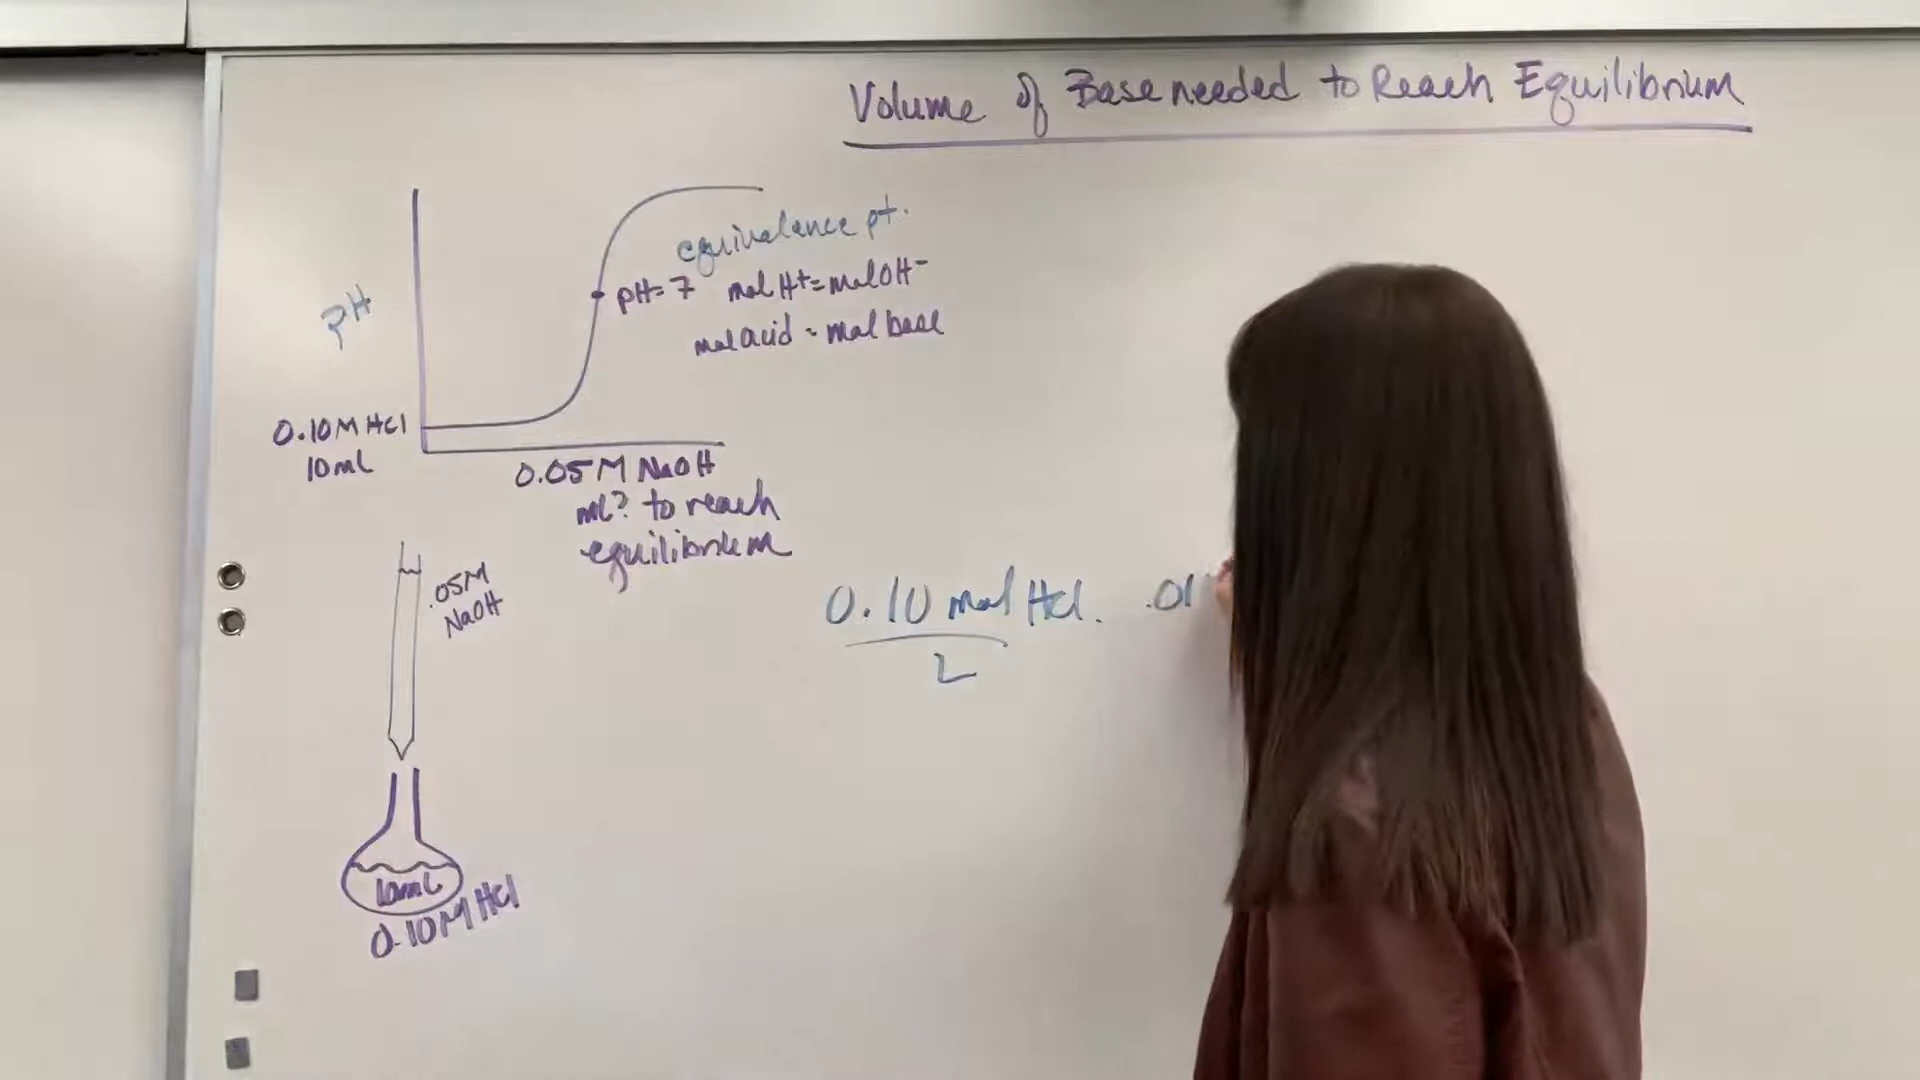 Volume of Base needed to Reach Equilibrium
equivalance pt.
pH
pH=7 mol H⁺=mol OH⁻
mol acid = mol base
0.10M HCl
10mL
0.05M NaOH
mL? to reach
equilibrium
.05M
NaOH
0.10 mol HCl. .01
L
10mL
0.10M HCl